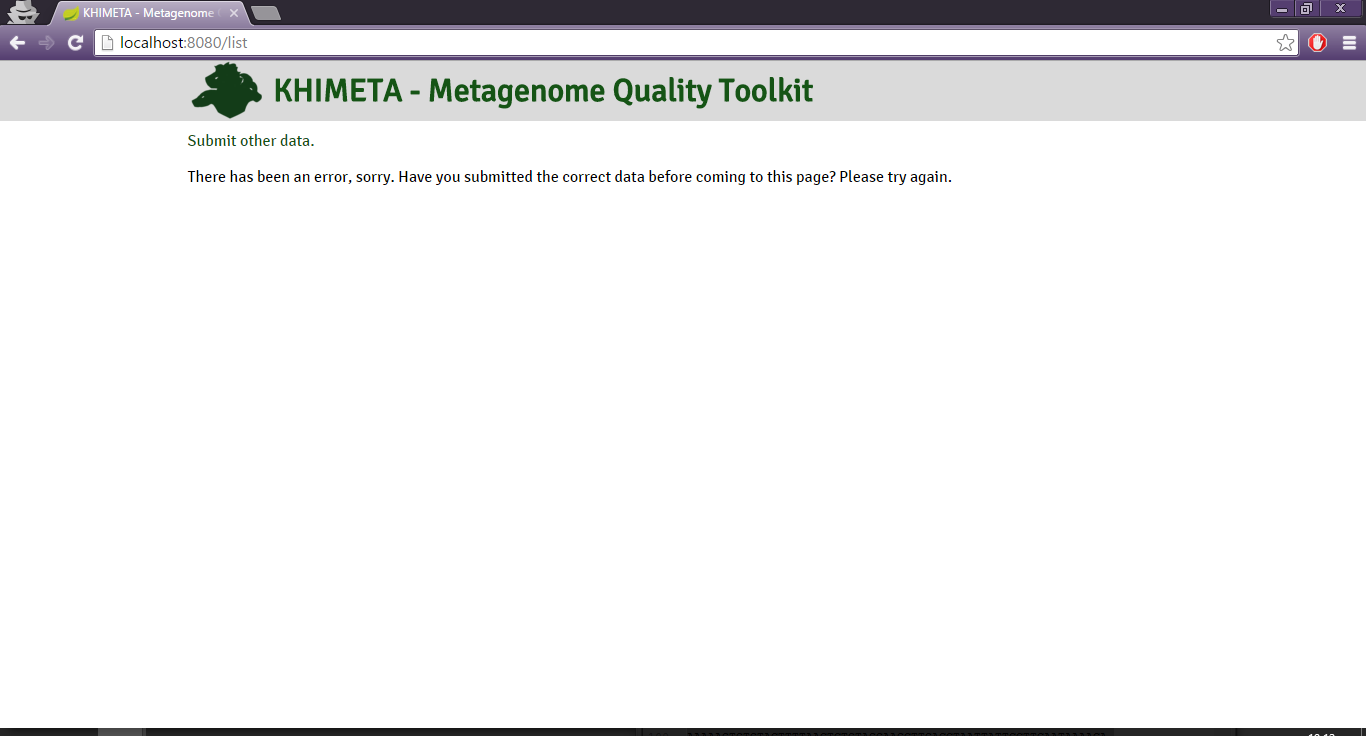 KHIMETA - Metagenome
localhost:8080/list
KHIMETA - Metagenome Quality Toolkit
Submit other data.
There has been an error, sorry. Have you submitted the correct data before coming to this page? Please try again.